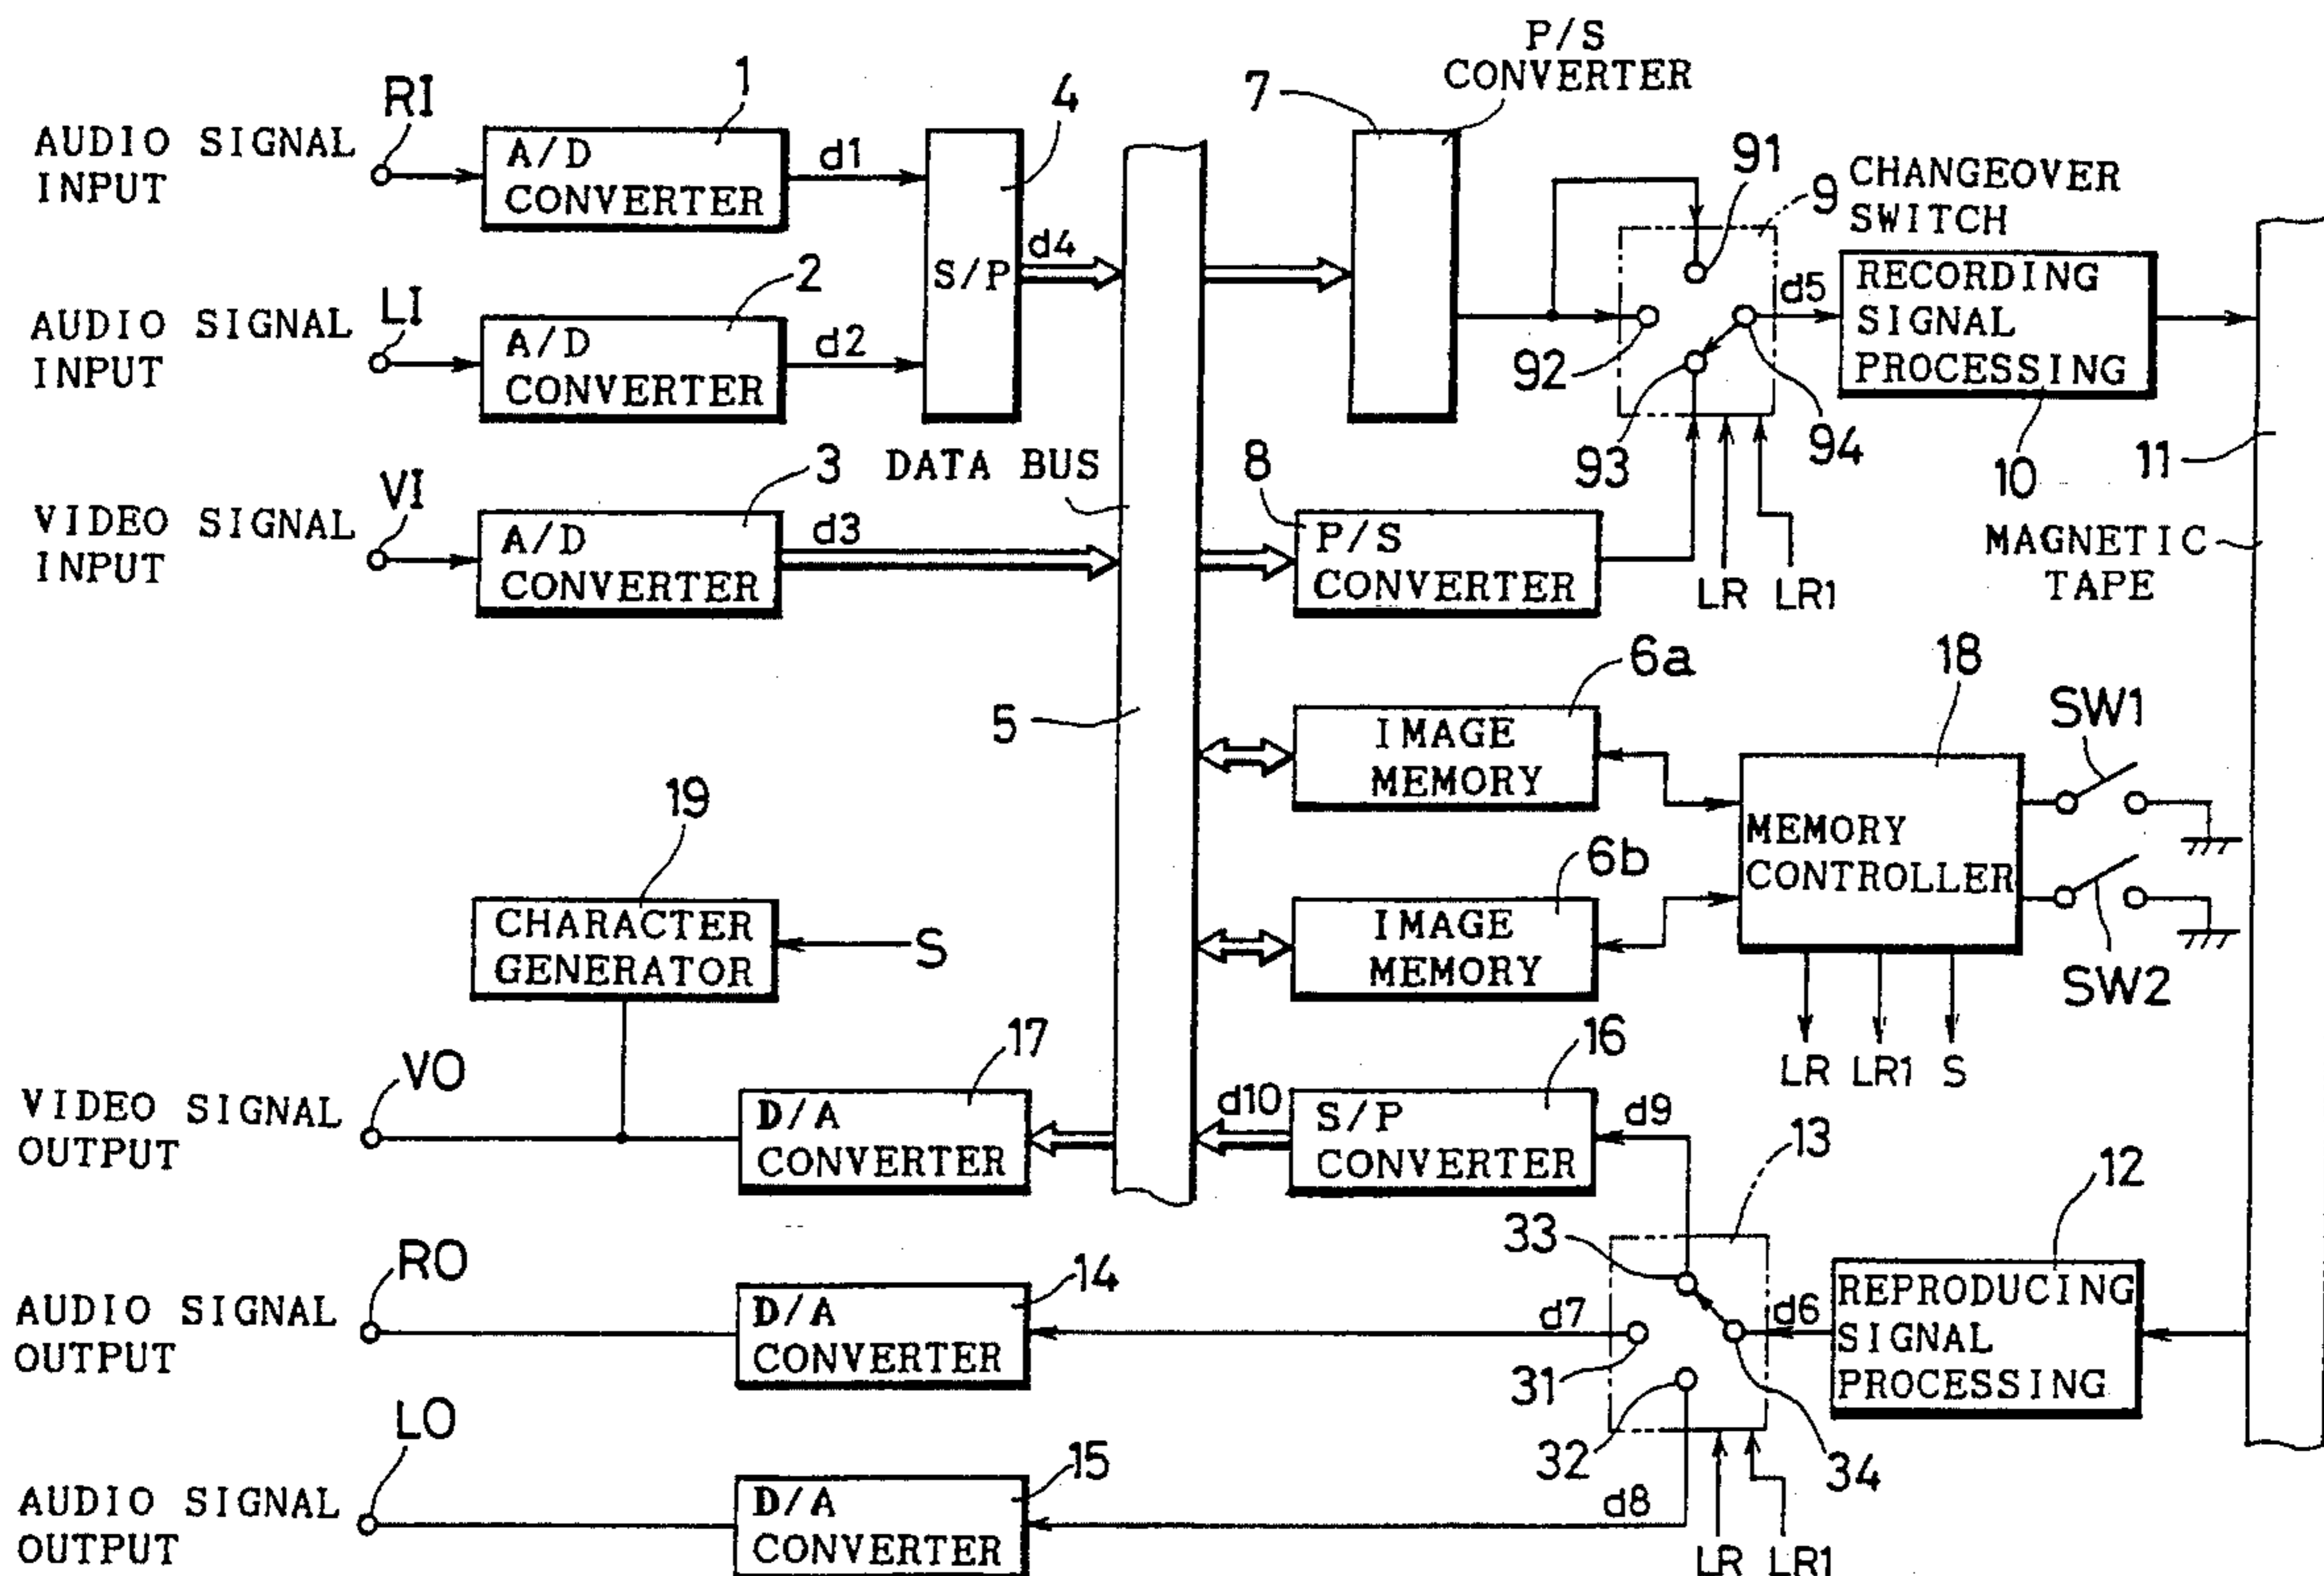 P/S
CONVERTER
RI
1
4
7
AUDIO SIGNAL
INPUT
A/D
CONVERTER
d1
91
9
CHANGEOVER
SWITCH
S/P
d4
LI
2
AUDIO SIGNAL
INPUT
A/D
CONVERTER
d2
92
93
94
d5
RECORDING
SIGNAL
PROCESSING
10
11
VI
3
DATA BUS
8
VIDEO SIGNAL
INPUT
A/D
CONVERTER
d3
P/S
CONVERTER
LR LR1
MAGNETIC
TAPE
5
6a
IMAGE
MEMORY
18
SW1
MEMORY
CONTROLLER
19
CHARACTER
GENERATOR
S
6b
IMAGE
MEMORY
SW2
LR LR1 S
VO
17
16
VIDEO SIGNAL
OUTPUT
D/A
CONVERTER
d10
S/P
CONVERTER
d9
13
12
RO
14
33
AUDIO SIGNAL
OUTPUT
D/A
CONVERTER
d7
31
d6
REPRODUCING
SIGNAL
PROCESSING
LO
15
32
34
AUDIO SIGNAL
OUTPUT
D/A
CONVERTER
d8
LR LR1